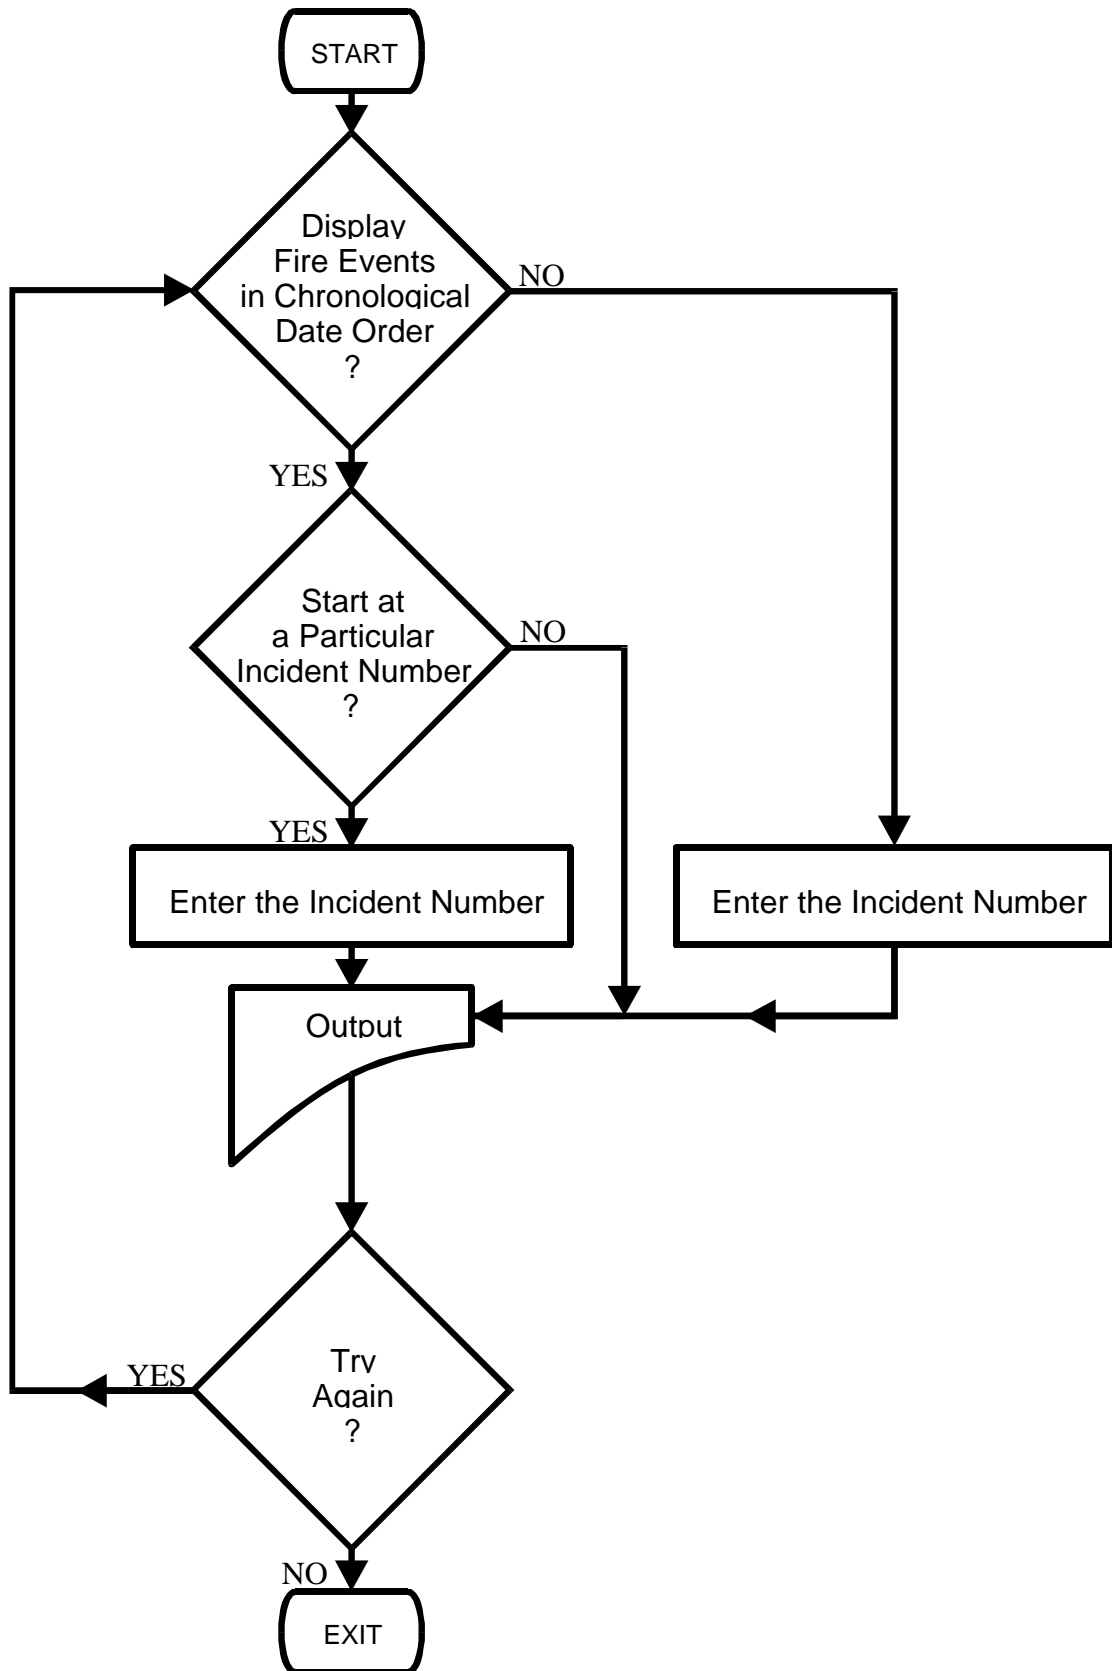 START
Display
Fire Events
in Chronological
Date Order
?
NO
YES
Start at
a Particular
Incident Number
?
NO
YES
Enter the Incident Number
Enter the Incident Number
Output
Try
Again
?
YES
NO
EXIT